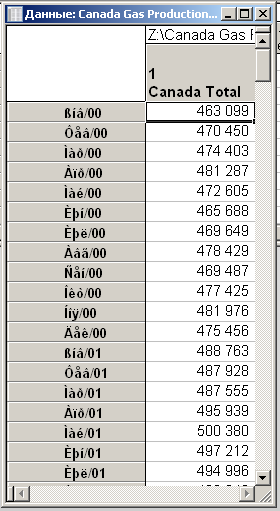 Данные: Canada Gas Production...
Z:\Canada Gas
1
Canada Total
ßíâ/00 463 099
Ôåâ/00 470 450
Ìàð/00 474 403
Àïð/00 481 287
Ìàé/00 472 605
Èþí/00 465 688
Èþë/00 469 649
Àâã/00 478 429
Ñåí/00 469 487
Îêò/00 477 425
Íîÿ/00 481 976
Äåê/00 475 456
ßíâ/01 488 763
Ôåâ/01 487 928
Ìàð/01 487 555
Àïð/01 495 939
Ìàé/01 500 380
Èþí/01 497 212
Èþë/01 494 996